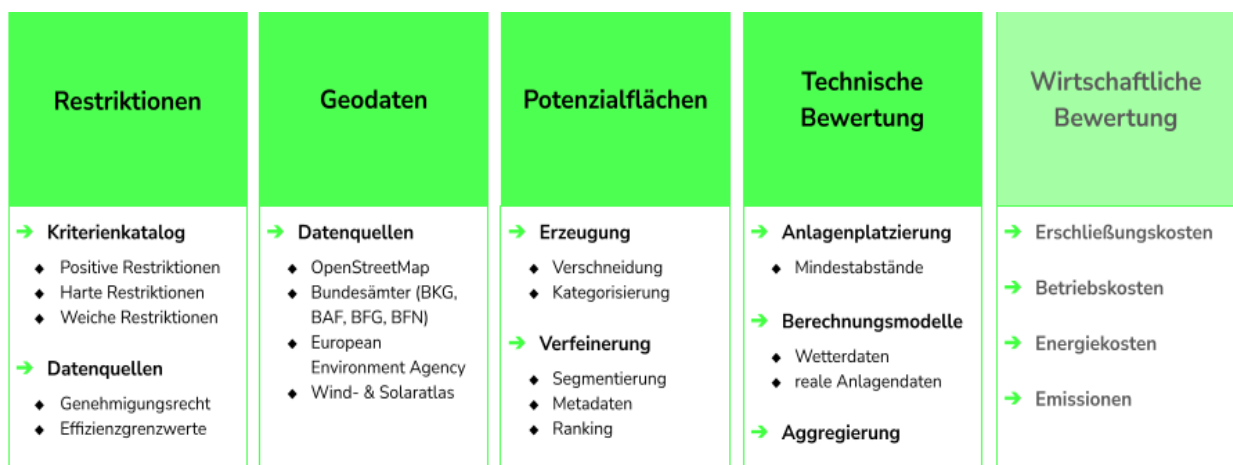 Restriktionen
➔ Kriterienkatalog
◆ Positive Restriktionen
◆ Harte Restriktionen
◆ Weiche Restriktionen
➔ Datenquellen
◆ Genehmigungsrecht
◆ Effizienzgrenzwerte
Geodaten
➔ Datenquellen
◆ OpenStreetMap
◆ Bundesämter (BKG,
BAF, BFG, BFN)
◆ European
Environment Agency
◆ Wind- & Solaratlas
Potenzialflächen
➔ Erzeugung
◆ Verschneidung
◆ Kategorisierung
➔ Verfeinerung
◆ Segmentierung
◆ Metadaten
◆ Ranking
Technische
Bewertung
➔ Anlagenplatzierung
◆ Mindestabstände
➔ Berechnungsmodelle
◆ Wetterdaten
◆ reale Anlagendaten
➔ Aggregierung
Wirtschaftliche
Bewertung
➔ Erschließungskosten
➔ Betriebskosten
➔ Energiekosten
➔ Emissionen